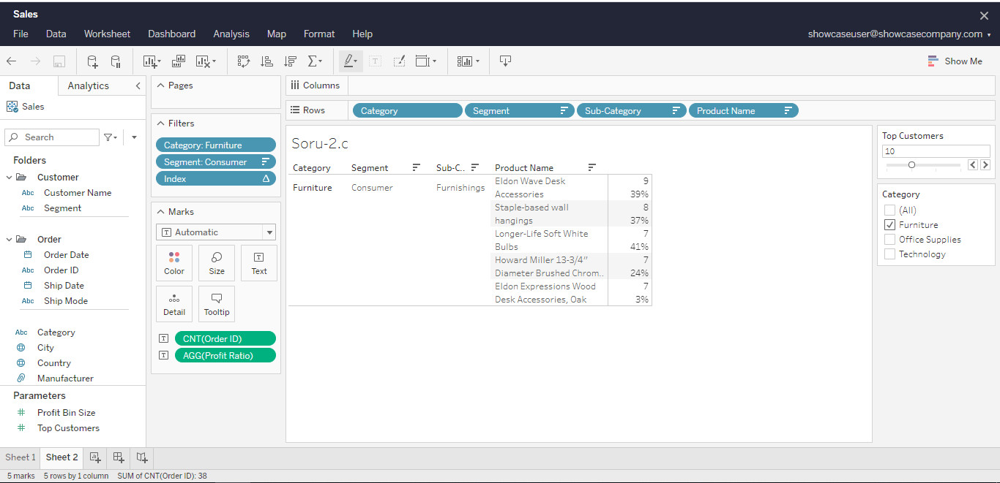 Sales
File Data Worksheet Dashboard Analysis Map Format Help
showcaseuser@showcasecompany.com
Show Me
Data Analytics
Sales
Search
Folders
Customer
Abc Customer Name
Abc Segment
Order
Order Date
Abc Order ID
Ship Date
Abc Ship Mode
Abc Category
City
Country
Manufacturer
Parameters
# Profit Bin Size
# Top Customers
Pages
Filters
Category: Furniture
Segment: Consumer
Index
Marks
T Automatic
Color Size Text
Detail Tooltip
T CNT(Order ID)
T AGG(Profit Ratio)
Columns
Rows Category Segment Sub-Category Product Name
Soru-2.c
Category Segment Sub-C.. Product Name
Furniture Consumer Furnishings
Eldon Wave Desk 9
Accessories 39%
Staple-based wall 8
hangings 37%
Longer-Life Soft White 7
Bulbs 41%
Howard Miller 13-3/4" 7
Diameter Brushed Chrom.. 24%
Eldon Expressions Wood 7
Desk Accessories, Oak 3%
Top Customers
10
Category
(All)
Furniture
Office Supplies
Technology
Sheet 1 Sheet 2
5 marks 5 rows by 1 column SUM of CNT(Order ID): 38